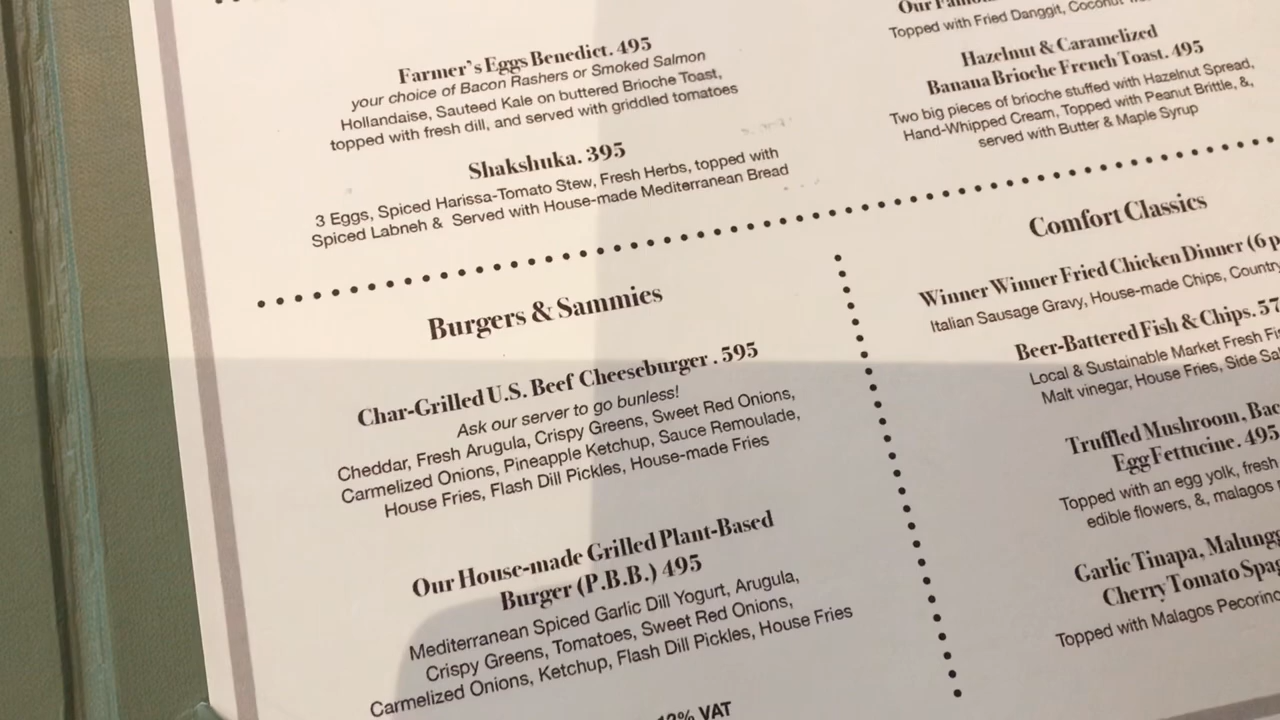 Farmer's Eggs Benedict. 495
your choice of Bacon Rashers or Smoked Salmon
Hollandaise, Sauteed Kale on buttered Brioche Toast,
topped with fresh dill, and served with griddled tomatoes
Shakshuka. 395
3 Eggs, Spiced Harissa-Tomato Stew, Fresh Herbs, topped with
Spiced Labneh & Served with House-made Mediterranean Bread
Our
Topped with Fried Danggit, Coconut
Hazelnut & Caramelized
Banana Brioche French Toast. 495
Two big pieces of brioche stuffed with Hazelnut Spread,
Hand-Whipped Cream, Topped with Peanut Brittle, &,
served with Butter & Maple Syrup
Burgers & Sammies
Char-Grilled U.S. Beef Cheeseburger . 595
Ask our server to go bunless!
Cheddar, Fresh Arugula, Crispy Greens, Sweet Red Onions,
Carmelized Onions, Pineapple Ketchup, Sauce Remoulade,
House Fries, Flash Dill Pickles, House-made Fries
Our House-made Grilled Plant-Based
Burger (P.B.B.) 495
Mediterranean Spiced Garlic Dill Yogurt, Arugula,
Crispy Greens, Tomatoes, Sweet Red Onions,
Carmelized Onions, Ketchup, Flash Dill Pickles, House Fries
VAT
Comfort Classics
Winner Winner Fried Chicken Dinner (6 p
Italian Sausage Gravy, House-made Chips, Country
Beer-Battered Fish & Chips. 57
Local & Sustainable Market Fresh Fi
Malt vinegar, House Fries, Side Sal
Truffled Mushroom, Bac
Egg Fettucine. 495
Topped with an egg yolk, fresh
edible flowers, &, malagos
Garlic Tinapa, Malungg
Cherry Tomato Spag
Topped with Malagos Pecorino